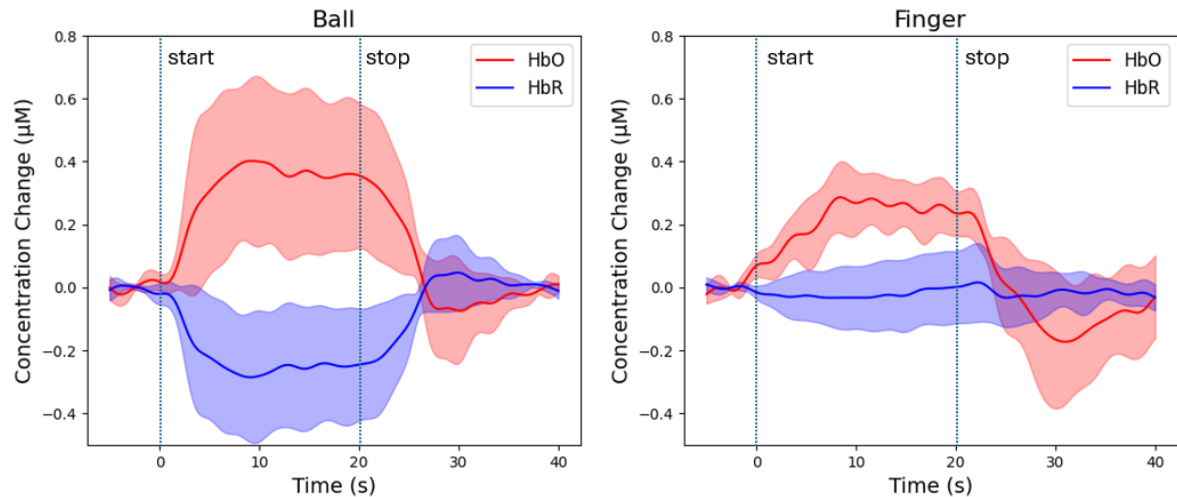 Ball
Concentration Change (μM)
0.8
0.6
0.4
0.2
0.0
−0.2
−0.4
start
stop
HbO
HbR
0
10
20
30
40
Time (s)
Finger
Concentration Change (μM)
0.8
0.6
0.4
0.2
0.0
−0.2
−0.4
start
stop
HbO
HbR
0
10
20
30
40
Time (s)